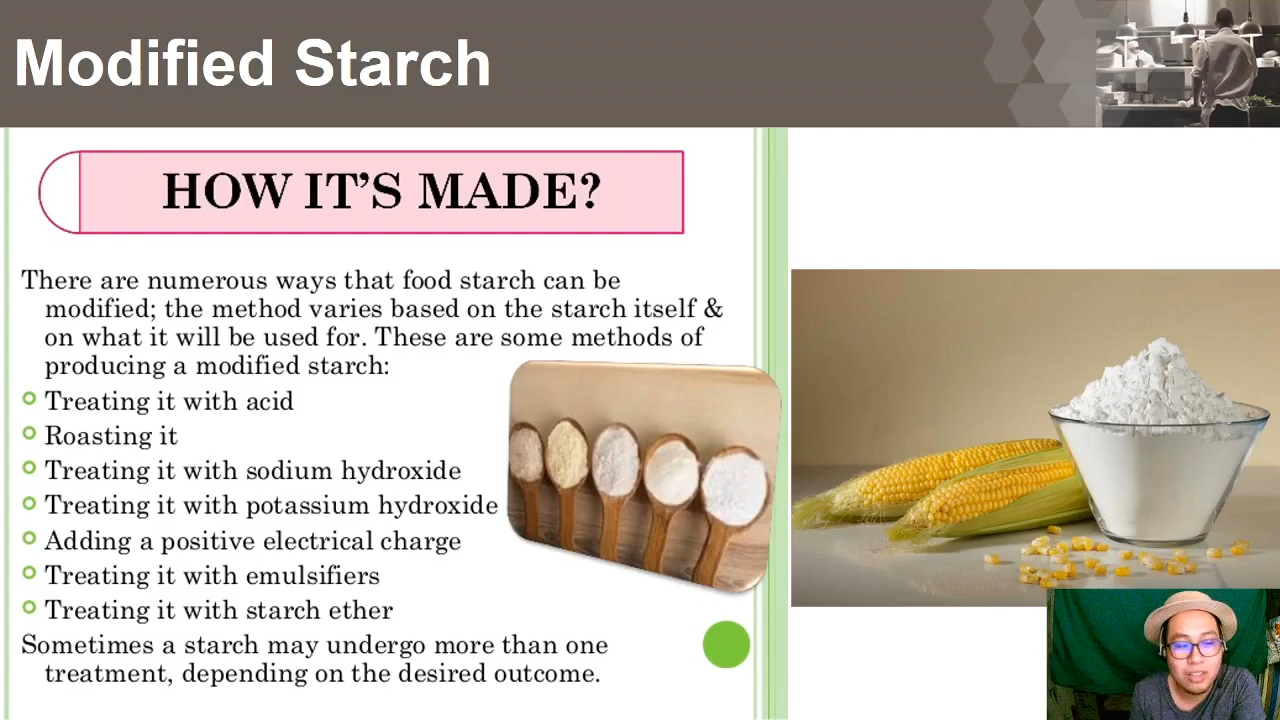 Modified Starch
HOW IT'S MADE?
There are numerous ways that food starch can be
modified; the method varies based on the starch itself &
on what it will be used for. These are some methods of
producing a modified starch:
Treating it with acid
Roasting it
Treating it with sodium hydroxide
Treating it with potassium hydroxide
Adding a positive electrical charge
Treating it with emulsifiers
Treating it with starch ether
Sometimes a starch may undergo more than one
treatment, depending on the desired outcome.